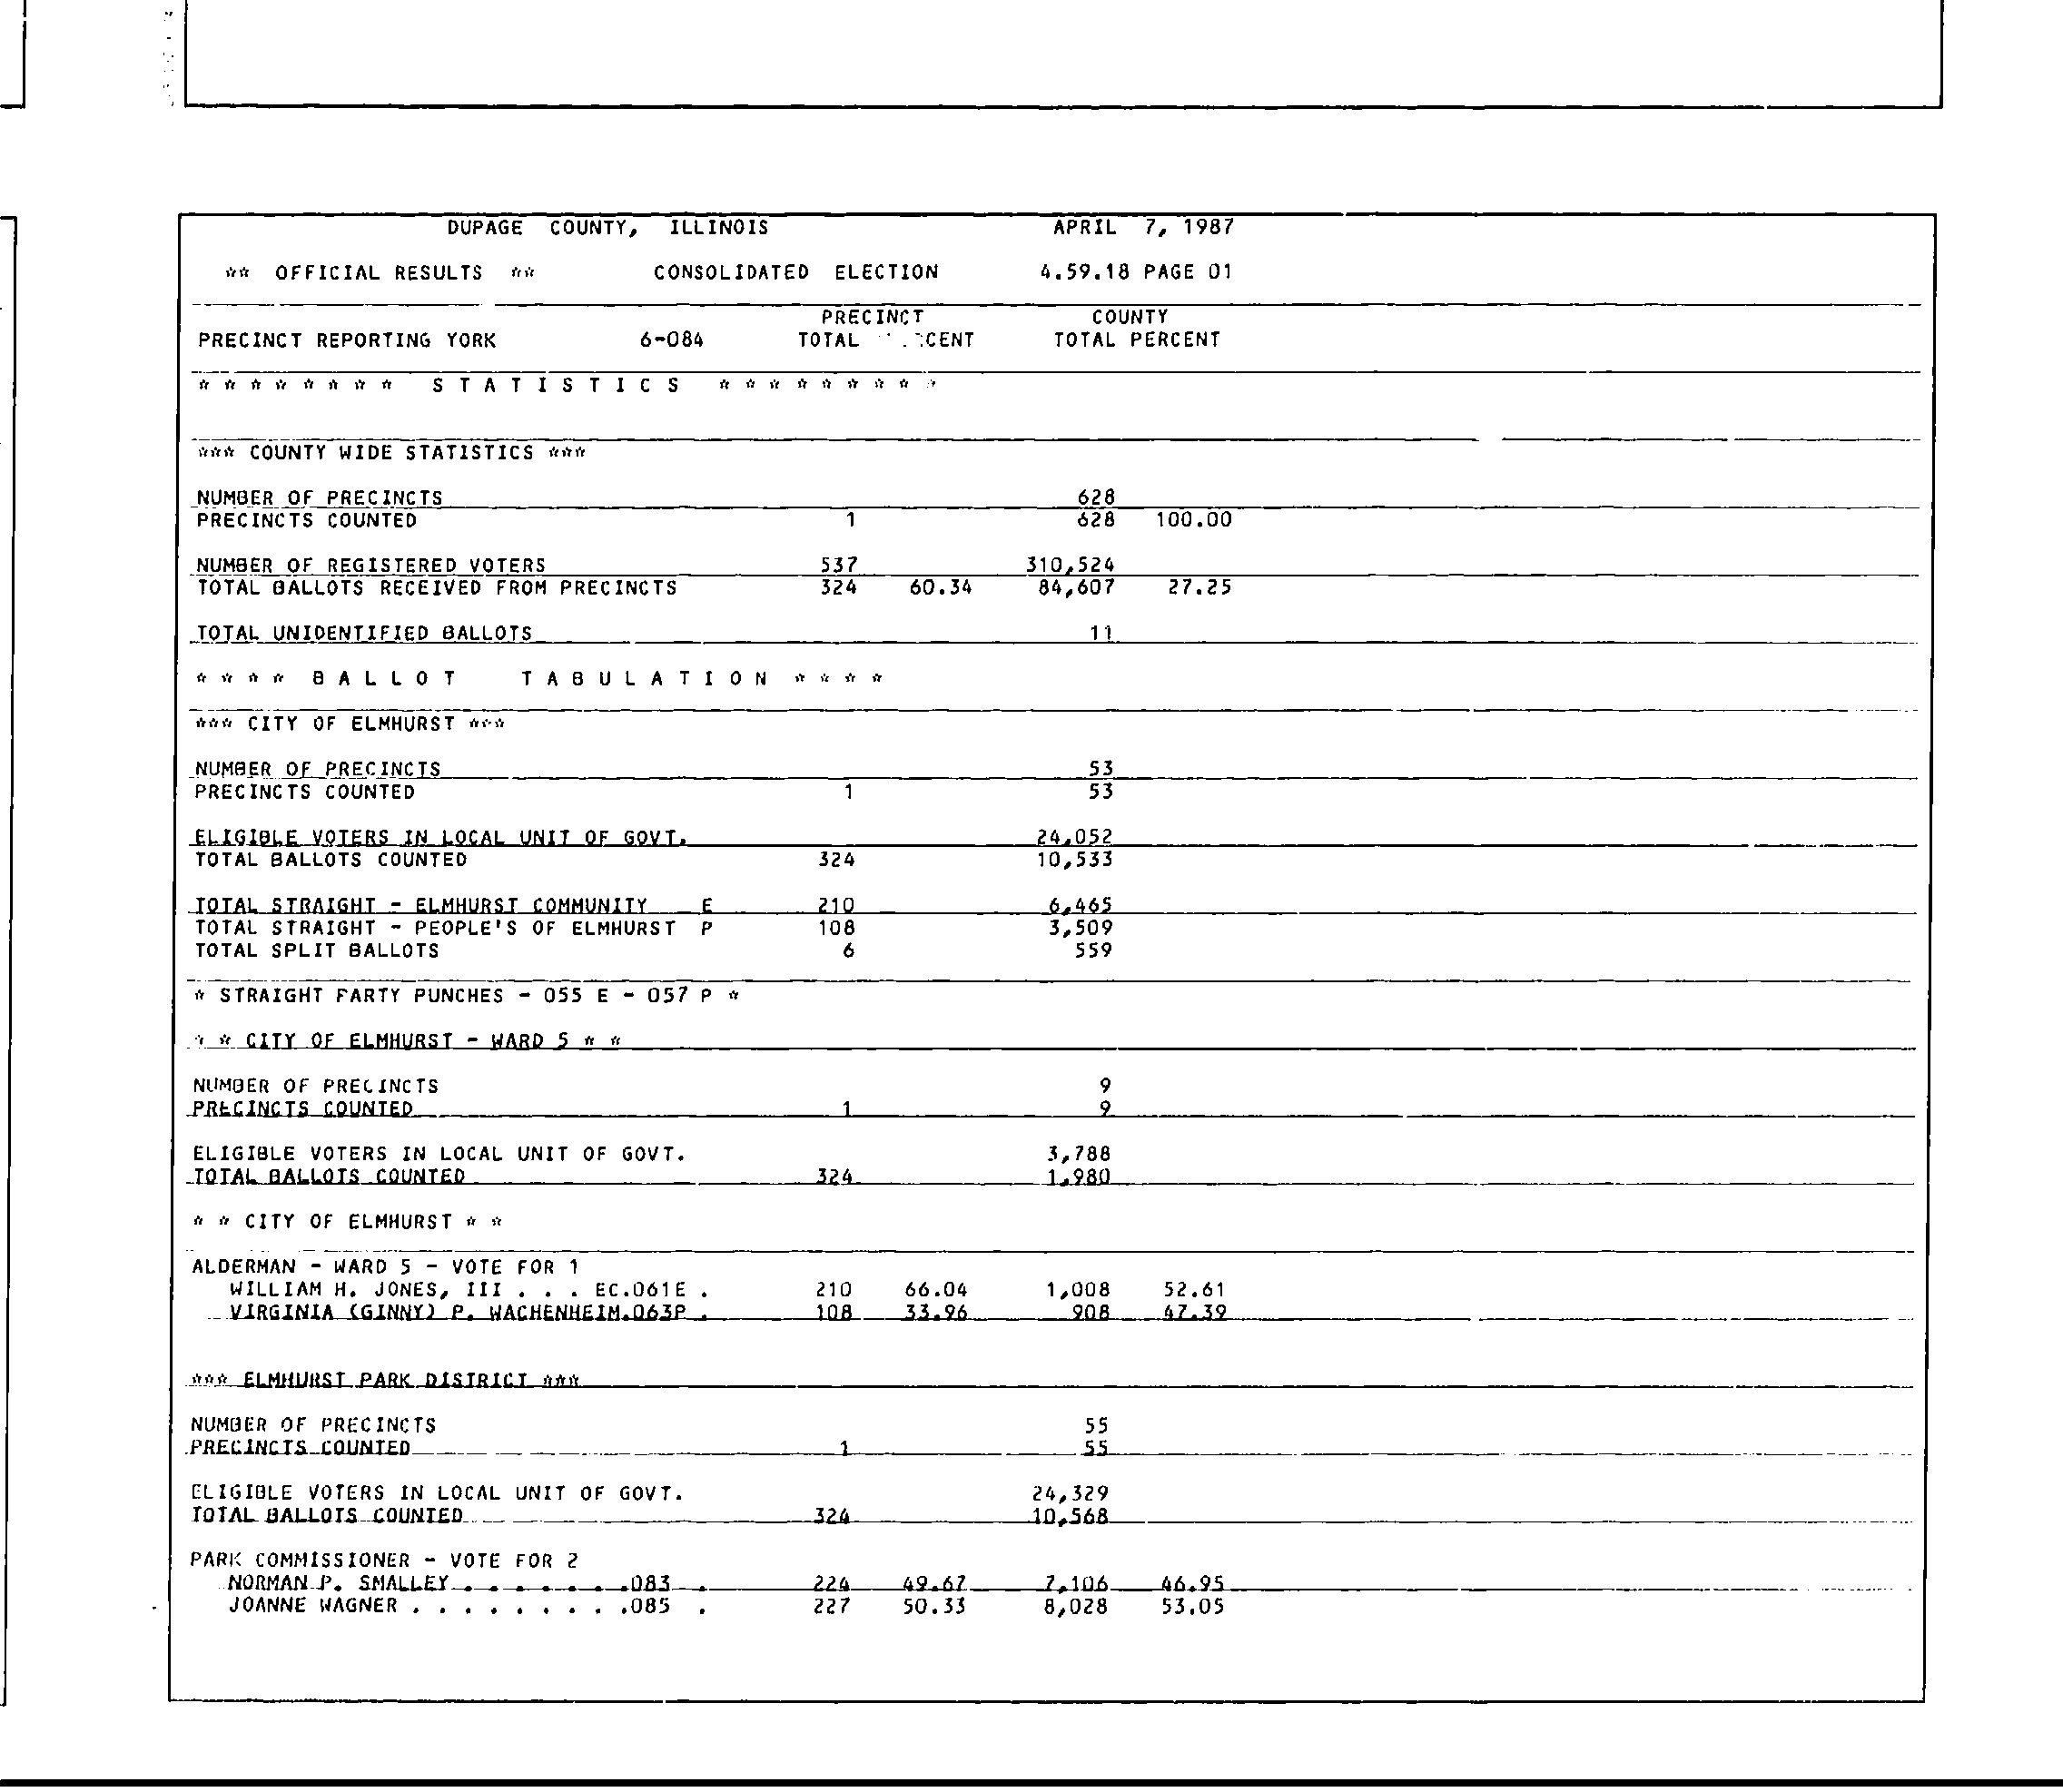 DUPAGE COUNTY, ILLINOIS APRIL 7, 1987
** OFFICIAL RESULTS ** CONSOLIDATED ELECTION 4.59.18 PAGE 01
PRECINCT COUNTY
PRECINCT REPORTING YORK 6-084 TOTAL CENT TOTAL PERCENT
* * * * * * * * S T A T I S T I C S * * * * * * * * *
*** COUNTY WIDE STATISTICS ***
NUMBER OF PRECINCTS 628
PRECINCTS COUNTED 1 628 100.00
NUMBER OF REGISTERED VOTERS 537 310,524
TOTAL BALLOTS RECEIVED FROM PRECINCTS 324 60.34 84,607 27.25
TOTAL UNIDENTIFIED BALLOTS 11
* * * * B A L L O T T A B U L A T I O N * * * *
*** CITY OF ELMHURST ***
NUMBER OF PRECINCTS 53
PRECINCTS COUNTED 1 53
ELIGIBLE VOTERS IN LOCAL UNIT OF GOVT. 24,052
TOTAL BALLOTS COUNTED 324 10,533
TOTAL STRAIGHT - ELMHURST COMMUNITY E 210 6,465
TOTAL STRAIGHT - PEOPLE'S OF ELMHURST P 108 3,509
TOTAL SPLIT BALLOTS 6 559
* STRAIGHT PARTY PUNCHES - 055 E - 057 P *
* * CITY OF ELMHURST - WARD 5 * *
NUMBER OF PRECINCTS 9
PRECINCTS COUNTED 1 9
ELIGIBLE VOTERS IN LOCAL UNIT OF GOVT. 3,788
TOTAL BALLOTS COUNTED 324 1,980
* * CITY OF ELMHURST * *
ALDERMAN - WARD 5 - VOTE FOR 1
WILLIAM H. JONES, III . . . EC.061E . 210 66.04 1,008 52.61
VIRGINIA (GINNY) P. WACHENHEIM.063P . 108 33.96 908 47.39
*** ELMHURST PARK DISTRICT ***
NUMBER OF PRECINCTS 55
PRECINCTS COUNTED 1 55
ELIGIBLE VOTERS IN LOCAL UNIT OF GOVT. 24,329
TOTAL BALLOTS COUNTED 324 10,568
PARK COMMISSIONER - VOTE FOR 2
NORMAN P. SMALLEY . . . . . . .083 . 224 49.67 7,106 46.95
JOANNE WAGNER . . . . . . . . .085 . 227 50.33 8,028 53.05